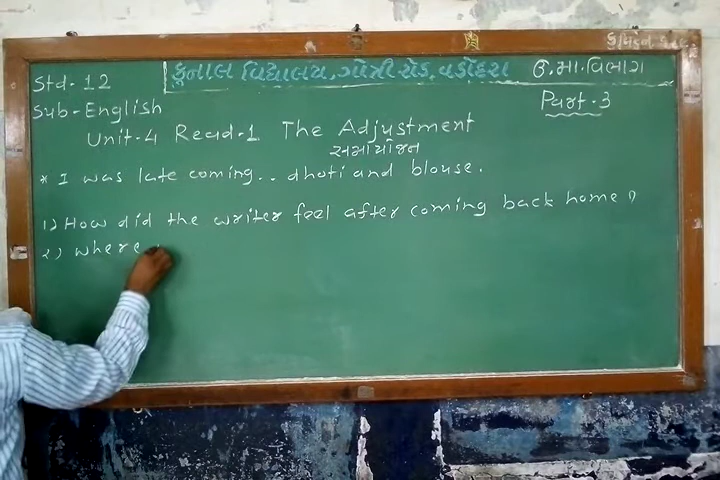 કુનાલ વિદ્યાલય, ગોત્રી રોડ, વડોદરા
ઉ.મા.વિભાગ
Std-12
Sub-English
Part-3
Unit-4 Read-1 The Adjustment
સમાયોજન
* I was late coming.. dhoti and blouse.
1) How did the writer feel after coming back home?
2) Where